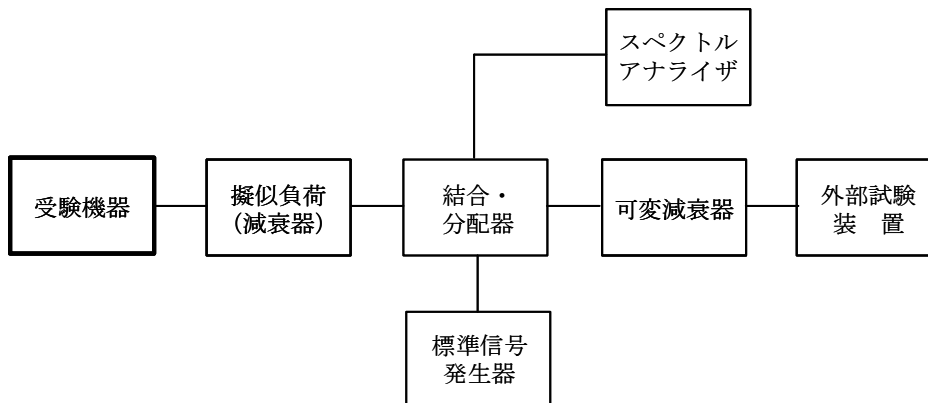 スペクトル
アナライザ
受験機器
擬似負荷
(減衰器)
結合・
分配器
可変減衰器
外部試験
装　置
標準信号
発生器